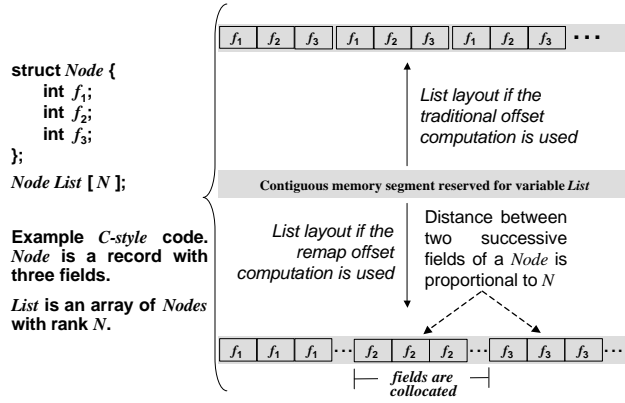 f₁ f₂ f₃ f₁ f₂ f₃ f₁ f₂ f₃ ...
struct Node {
int f₁;
int f₂;
int f₃;
};
Node List [ N ];
List layout if the
traditional offset
computation is used
Contiguous memory segment reserved for variable List
Example C-style code.
Node is a record with
three fields.
List is an array of Nodes
with rank N.
List layout if the
remap offset
computation is used
Distance between
two successive
fields of a Node is
proportional to N
f₁ f₁ f₁ ... f₂ f₂ f₂ ... f₃ f₃ f₃ ...
fields are
collocated